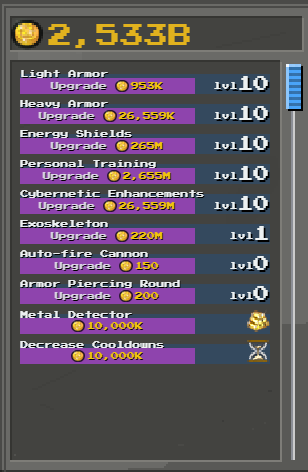 2,533B
Light Armor
Upgrade 953K lvl10
Heavy Armor
Upgrade 26,559K lvl10
Energy Shields
Upgrade 265M lvl10
Personal Training
Upgrade 2,655M lvl10
Cybernetic Enhancements
Upgrade 26,559M lvl10
Exoskeleton
Upgrade 220M lvl1
Auto-fire Cannon
Upgrade 150 lvl0
Armor Piercing Round
Upgrade 200 lvl0
Metal Detector
10,000K
Decrease Cooldowns
10,000K